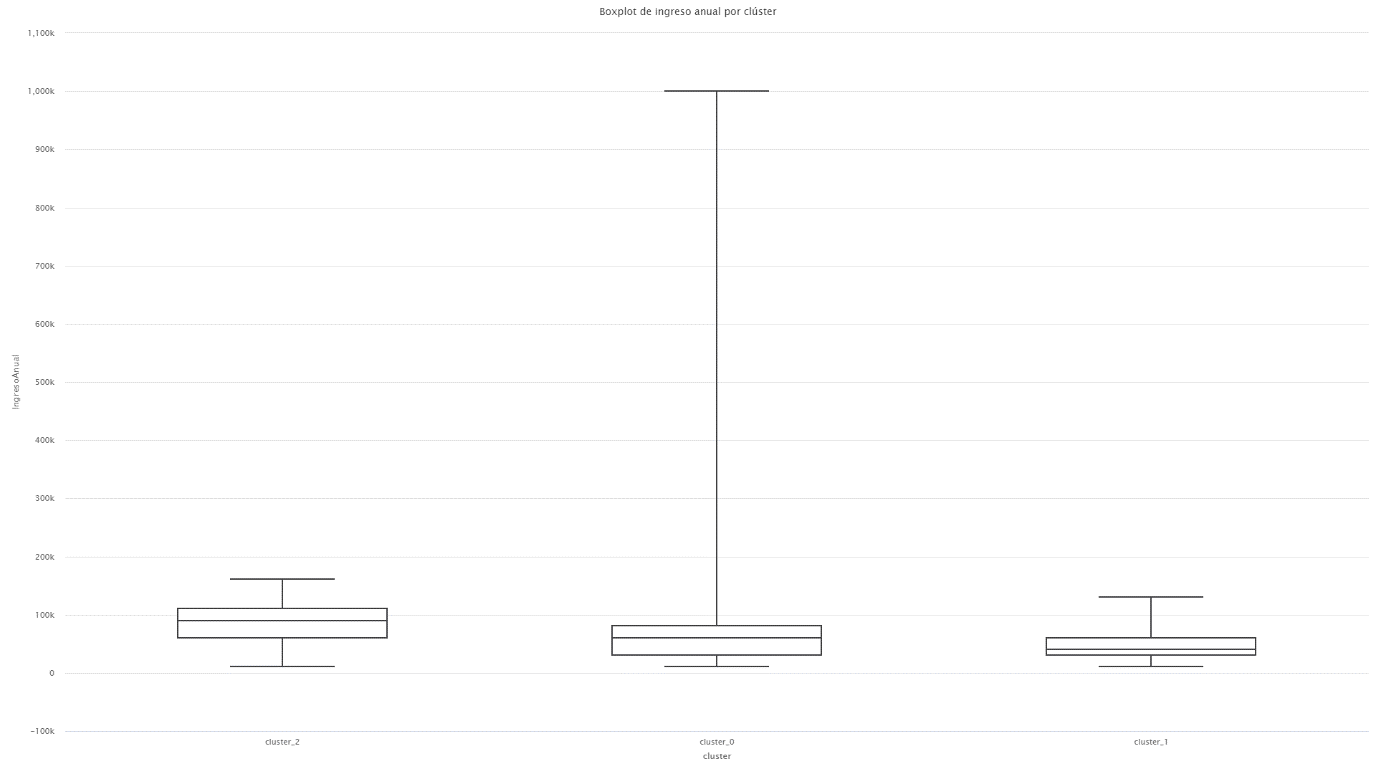 Boxplot de ingreso anual por clúster
1,100k
1,000k
900k
800k
700k
600k
500k
400k
300k
200k
100k
0
-100k
IngresoAnual
cluster_2
cluster_0
cluster_1
cluster